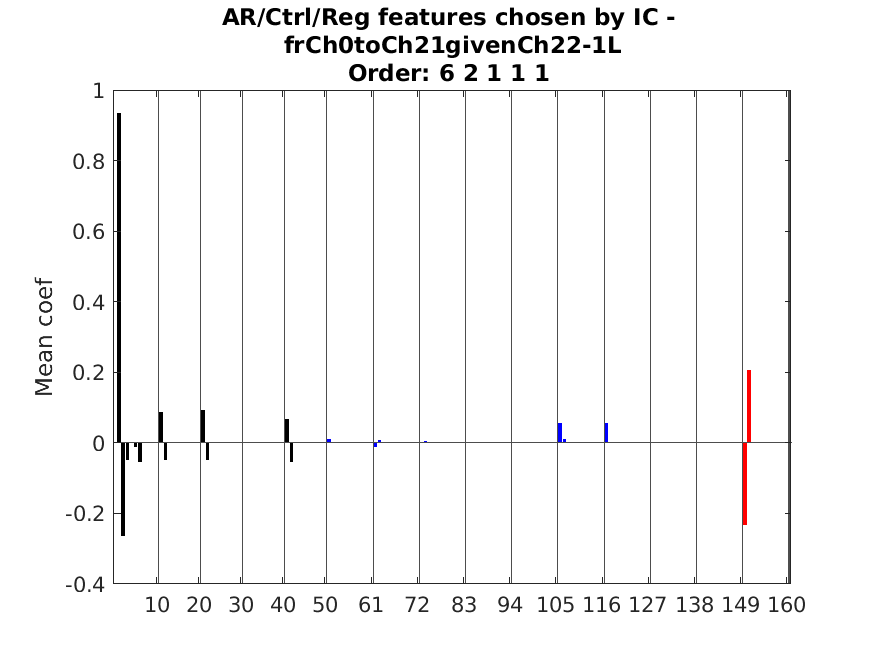 AR/Ctrl/Reg features chosen by IC -
frCh0toCh21givenCh22-1L
Order: 6 2 1 1 1
1
0.8
0.6
0.4
0.2
0
-0.2
-0.4
Mean coef
10 20 30 40 50 61 72 83 94 105 116 127 138 149 160